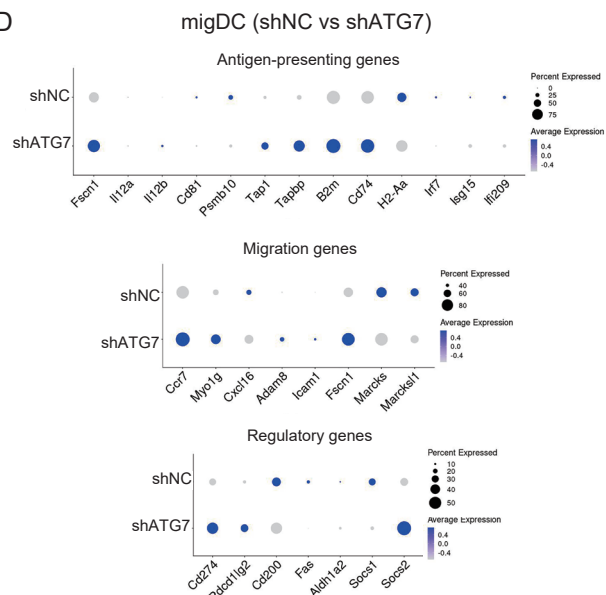 D
migDC (shNC vs shATG7)
Antigen-presenting genes
shNC
shATG7
Fscn1 Il12a Il12b Cd81 Psmb10 Tap1 Tapbp B2m Cd74 H2-Aa Irf7 Isg15 Ifi209
Percent Expressed
0
25
50
75
Average Expression
0.4
0.0
-0.4
Migration genes
shNC
shATG7
Ccr7 Myo1g Cxcl16 Adam8 Icam1 Fscn1 Marcks Marcksl1
Percent Expressed
40
60
80
Average Expression
0.4
0.0
-0.4
Regulatory genes
shNC
shATG7
Cd274 Pdcd1lg2 Cd200 Fas Aldh1a2 Socs1 Socs2
Percent Expressed
10
20
30
40
50
Average Expression
0.4
0.0
-0.4